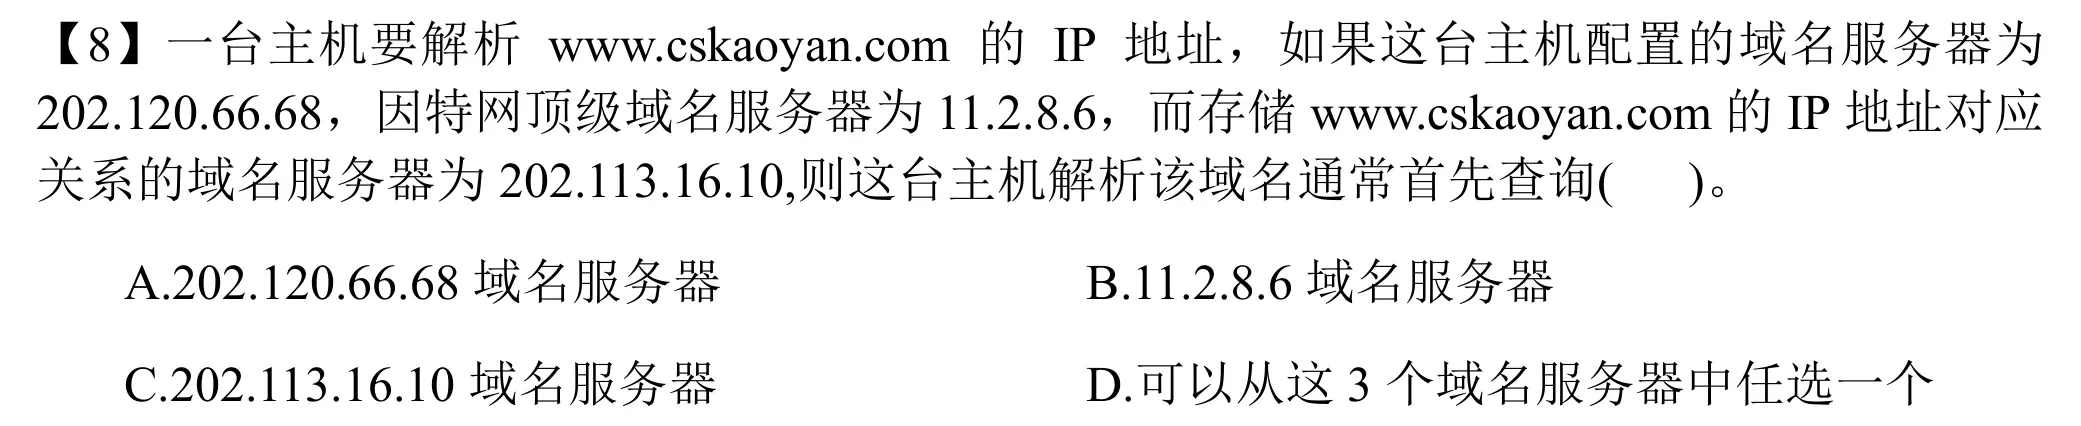 【8】一台主机要解析 www.cskaoyan.com 的 IP 地址，如果这台主机配置的域名服务器为
202.120.66.68，因特网顶级域名服务器为 11.2.8.6，而存储 www.cskaoyan.com 的 IP 地址对应
关系的域名服务器为 202.113.16.10,则这台主机解析该域名通常首先查询( )。
A.202.120.66.68 域名服务器 B.11.2.8.6 域名服务器
C.202.113.16.10 域名服务器 D.可以从这 3 个域名服务器中任选一个